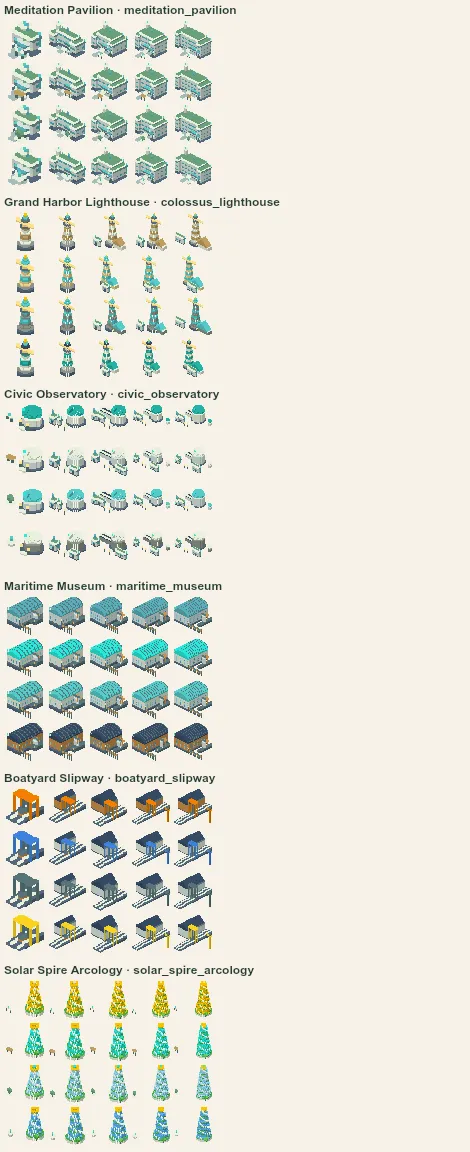 Meditation Pavilion · meditation_pavilion
Grand Harbor Lighthouse · colossus_lighthouse
Civic Observatory · civic_observatory
Maritime Museum · maritime_museum
Boatyard Slipway · boatyard_slipway
Solar Spire Arcology · solar_spire_arcology